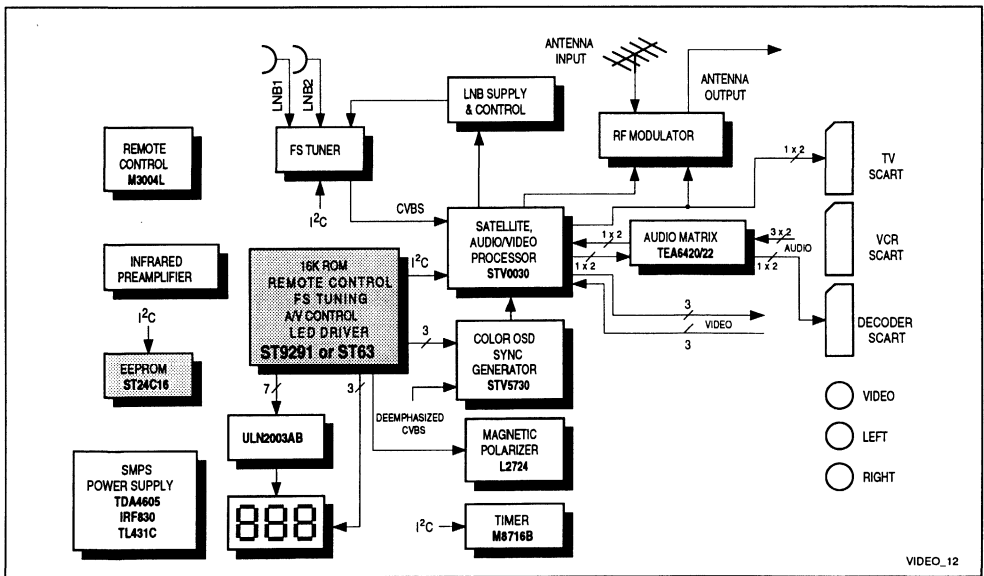 ANTENNA
INPUT
ANTENNA
OUTPUT
LNB1
LNB2
LNB SUPPLY
& CONTROL
FS TUNER
RF MODULATOR
REMOTE
CONTROL
M3004L
1 x 2
TV
SCART
I²C
CVBS
SATELLITE,
AUDIO/VIDEO
PROCESSOR
STV0030
1 x 2
1 x 2
AUDIO MATRIX
TEA6420/22
3 x 2
AUDIO
1 x 2
VCR
SCART
INFRARED
PREAMPLIFIER
16K ROM
REMOTE CONTROL
FS TUNING
A/V CONTROL
LED DRIVER
ST9291 or ST63
I²C
I²C
EEPROM
ST24C16
3
COLOR OSD
SYNC
GENERATOR
STV5730
3
VIDEO
3
DECODER
SCART
7
3
DEEMPHASIZED
CVBS
ULN2003AB
MAGNETIC
POLARIZER
L2724
VIDEO
LEFT
RIGHT
SMPS
POWER SUPPLY
TDA4605
IRF830
TL431C
888
I²C
TIMER
M8716B
VIDEO_12